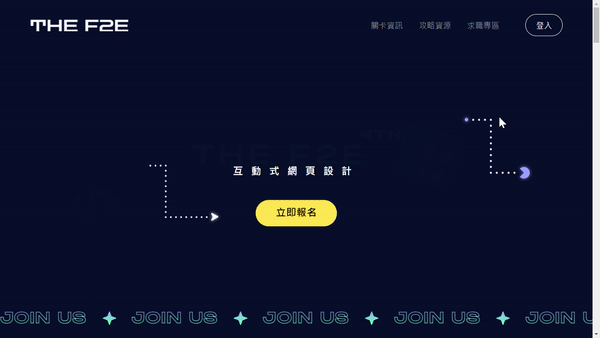 THE F2E
關卡資訊 攻略資源 求職專區 登入
4TH
THE F2E
互動式網頁設計
立即報名
JOIN US JOIN US JOIN US JOIN US JOIN US